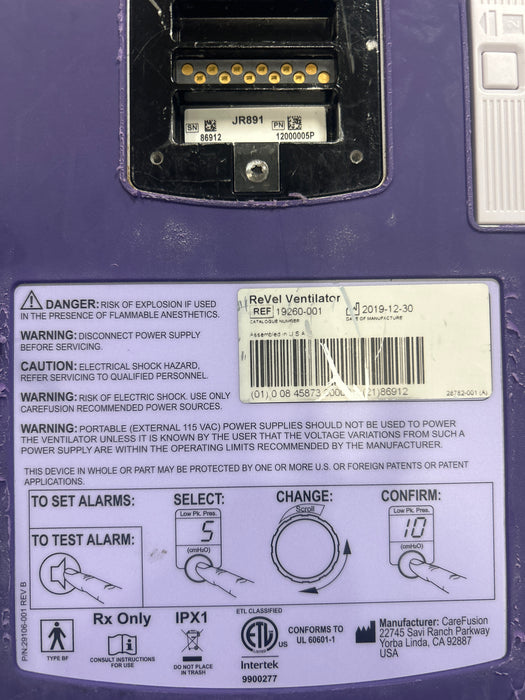 JR891
SN
PN
86912
12000005P
DANGER: RISK OF EXPLOSION IF USED
IN THE PRESENCE OF FLAMMABLE ANESTHETICS.
WARNING: DISCONNECT POWER SUPPLY
BEFORE SERVICING.
CAUTION: ELECTRICAL SHOCK HAZARD,
REFER SERVICING TO QUALIFIED PERSONNEL.
WARNING: RISK OF ELECTRIC SHOCK. USE ONLY
CAREFUSION RECOMMENDED POWER SOURCES.
ReVel Ventilator
REF 19260-001
2019-12-30
CATALOGUE NUMBER
DATE OF MANUFACTURE
Assembled in U.S.A
(01) 0 08 45873
(21)86912
28782-001 (A)
WARNING: PORTABLE (EXTERNAL 115 VAC) POWER SUPPLIES SHOULD NOT BE USED TO POWER
THE VENTILATOR UNLESS IT IS KNOWN BY THE USER THAT THE VOLTAGE VARIATIONS FROM SUCH A
POWER SUPPLY ARE WITHIN THE OPERATING LIMITS RECOMMENDED BY THE MANUFACTURER.
THIS DEVICE IN WHOLE OR PART MAY BE PROTECTED BY ONE OR MORE U.S. OR FOREIGN PATENTS OR PATENT
APPLICATIONS.
TO SET ALARMS:
SELECT:
CHANGE:
CONFIRM:
Low Pk. Pres.
5
(cmH₂O)
Scroll
Low Pk. Pres.
10
(cmH₂O)
TO TEST ALARM:
P/N:29106-001 REV B
TYPE BF
Rx Only
CONSULT INSTRUCTIONS
FOR USE
IPX1
DO NOT PLACE
IN TRASH
ETL CLASSIFIED
ETL
US
Intertek
9900277
CONFORMS TO
UL 60601-1
Manufacturer: CareFusion
22745 Savi Ranch Parkway
Yorba Linda, CA 92887
USA